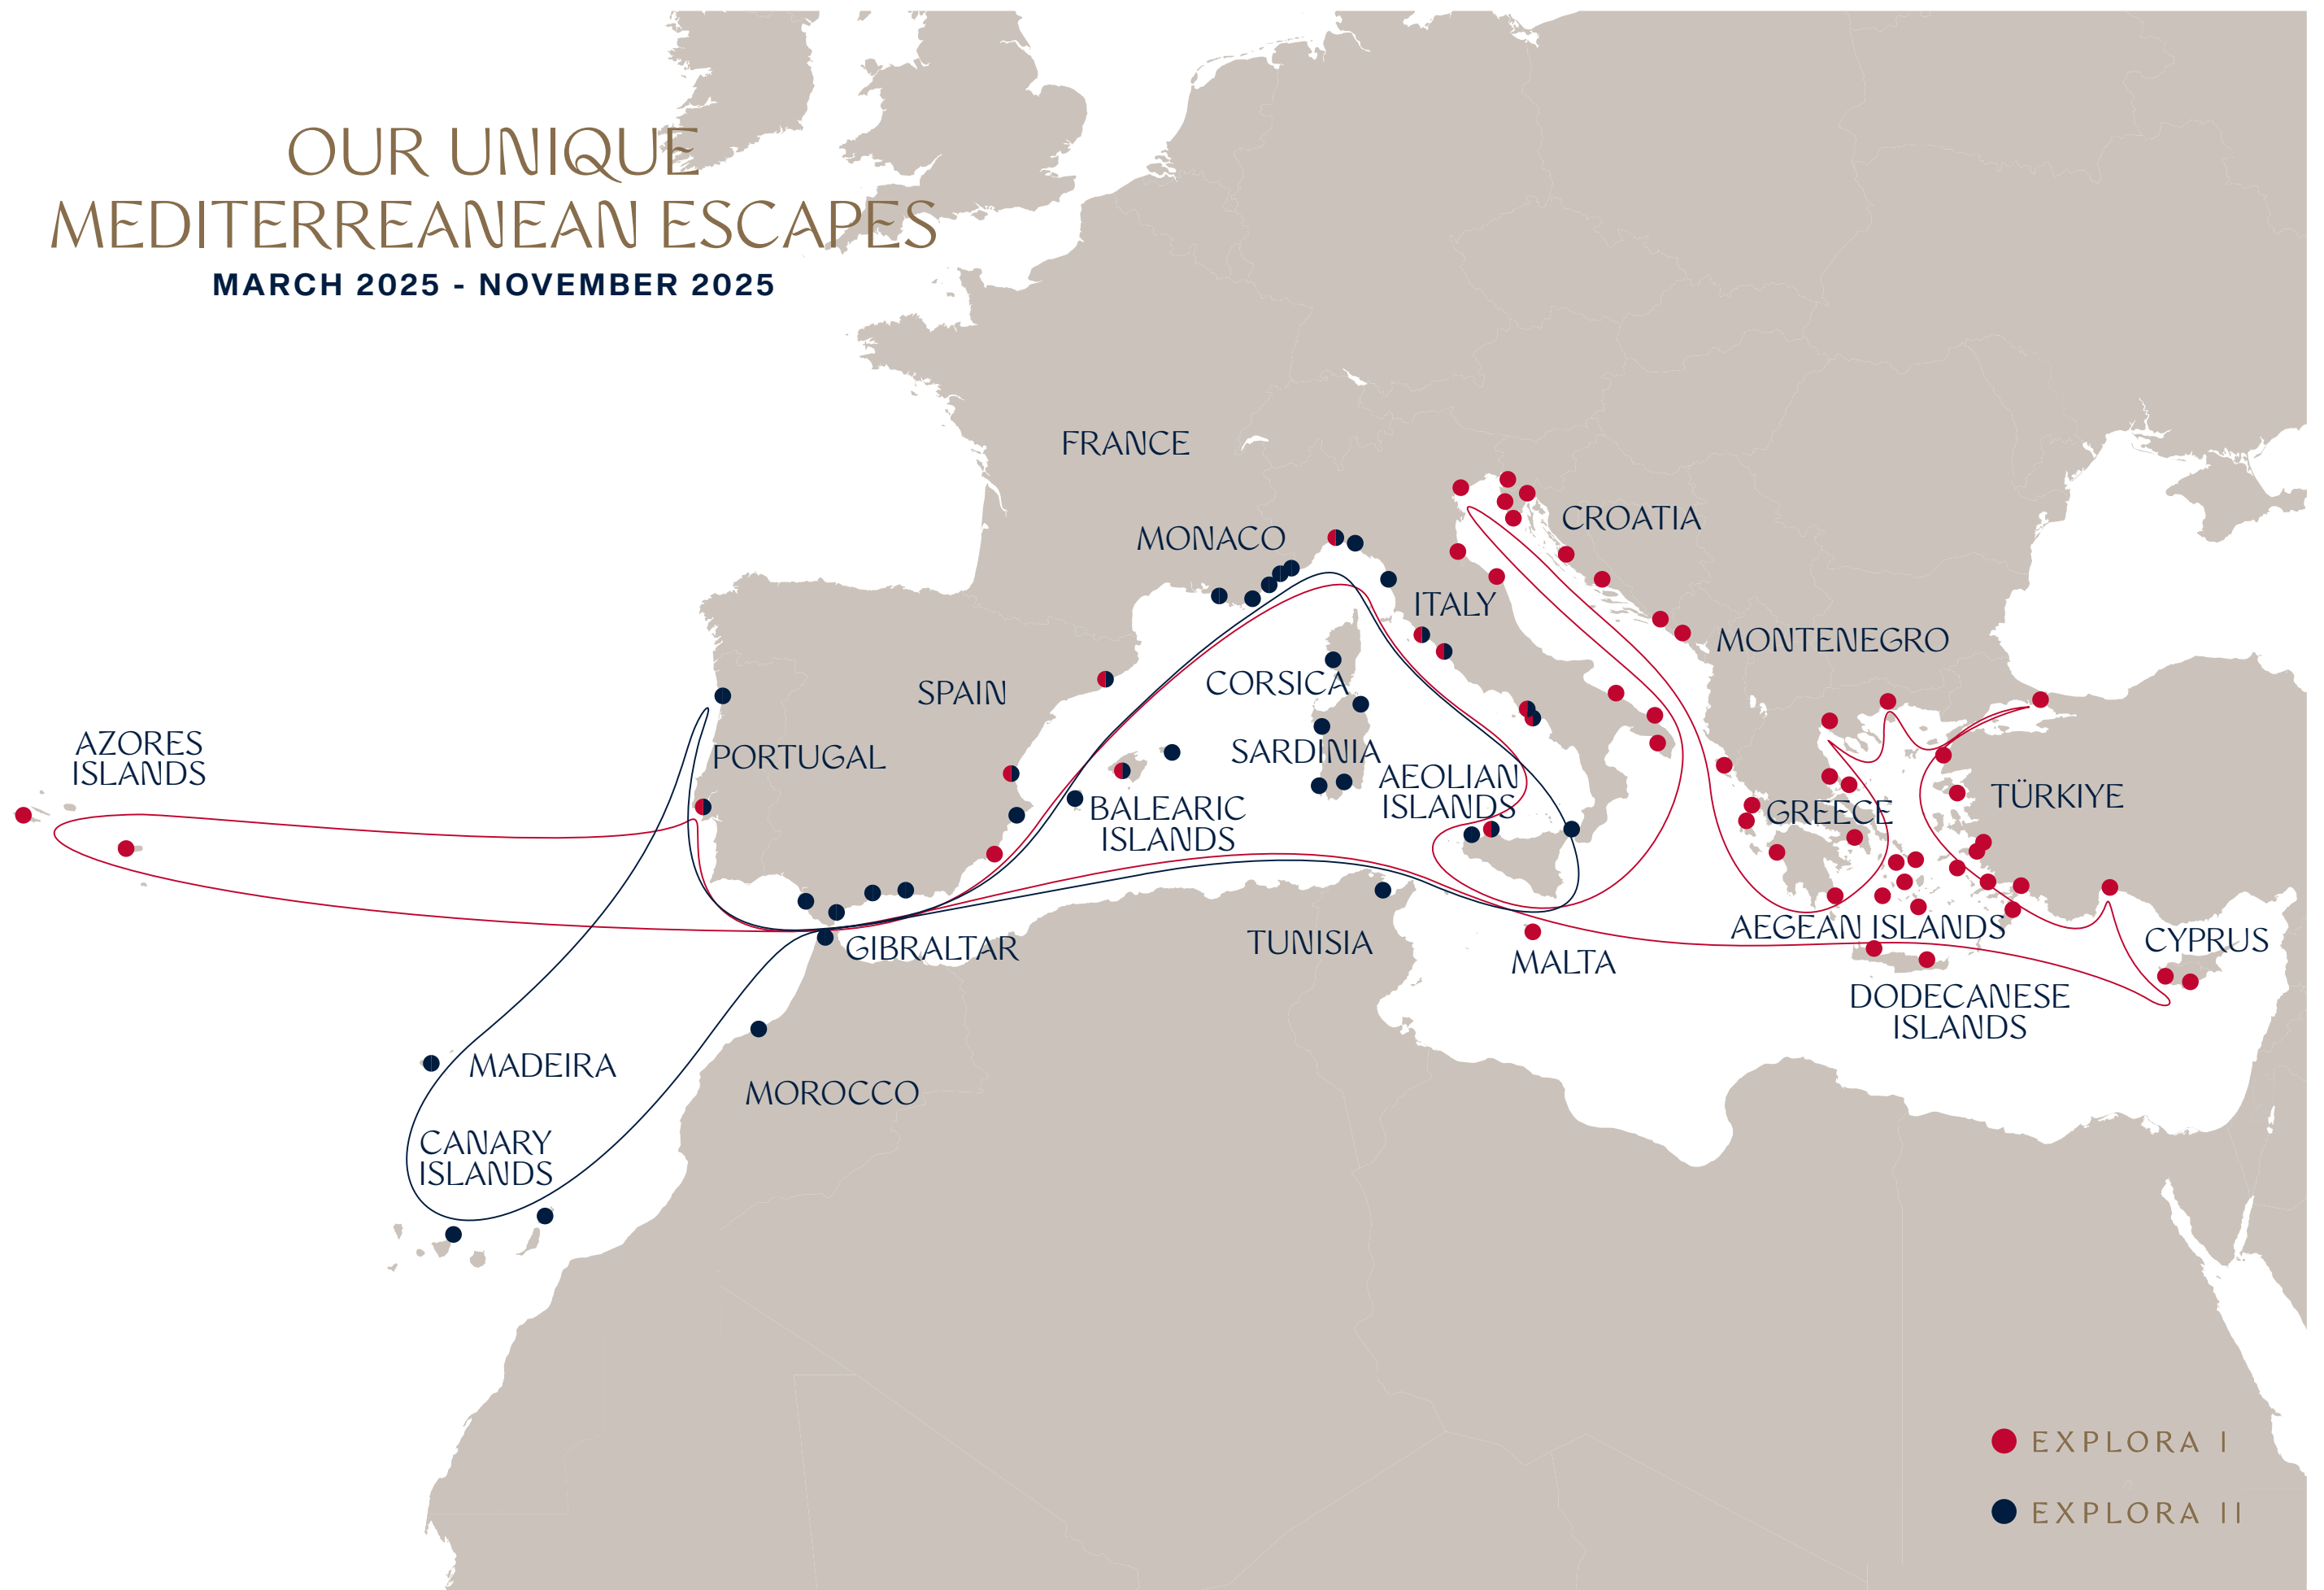 OUR UNIQUE
MEDITERREANEAN ESCAPES
MARCH 2025 - NOVEMBER 2025
FRANCE
CROATIA
MONACO
ITALY
MONTENEGRO
CORSICA
SPAIN
AZORES
ISLANDS
PORTUGAL
SARDINIA
AEOLIAN
ISLANDS
TÜRKIYE
BALEARIC
ISLANDS
GREECE
AEGEAN ISLANDS
GIBRALTAR
TUNISIA
MALTA
CYPRUS
DODECANESE
ISLANDS
MADEIRA
MOROCCO
CANARY
ISLANDS
EXPLORA I
EXPLORA II